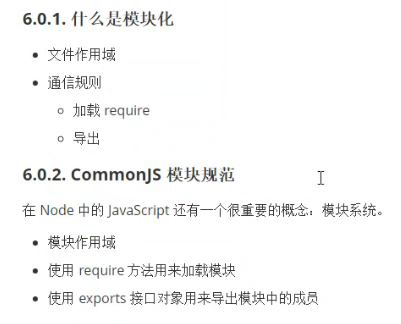 6.0.1. 什么是模块化
文件作用域
通信规则
加载 require
导出
6.0.2. CommonJS 模块规范
在 Node 中的 JavaScript 还有一个很重要的概念：模块系统。
模块作用域
使用 require 方法用来加载模块
使用 exports 接口对象用来导出模块中的成员